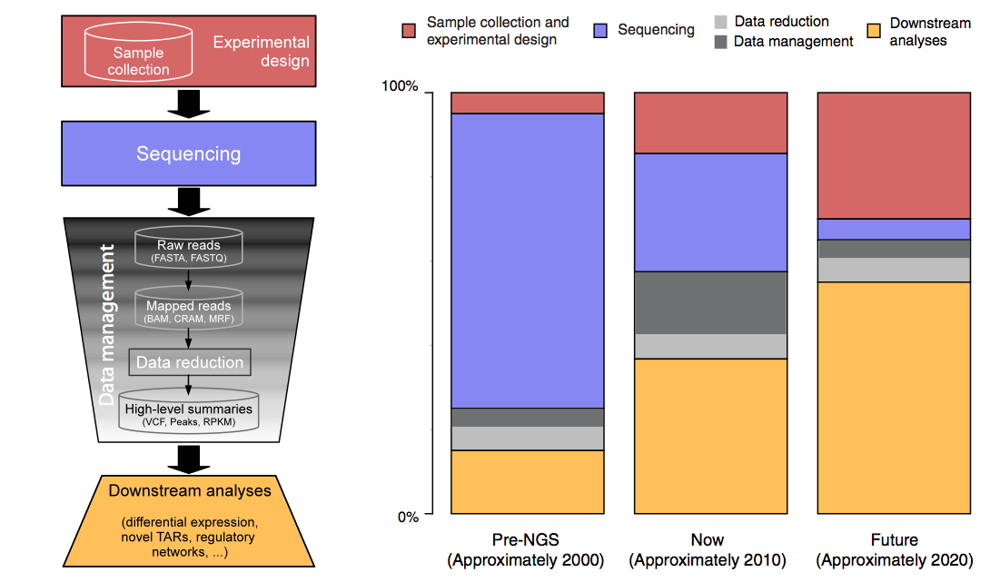 Sample
collection
Experimental
design
Sequencing
Data management
Raw reads
(FASTA, FASTQ)
Mapped reads
(BAM, CRAM, MRF)
Data reduction
High-level summaries
(VCF, Peaks, RPKM)
Downstream analyses
(differential expression,
novel TARs, regulatory
networks, ...)
Sample collection and
experimental design
Sequencing
Data reduction
Data management
Downstream
analyses
100%
0%
Pre-NGS
(Approximately 2000)
Now
(Approximately 2010)
Future
(Approximately 2020)